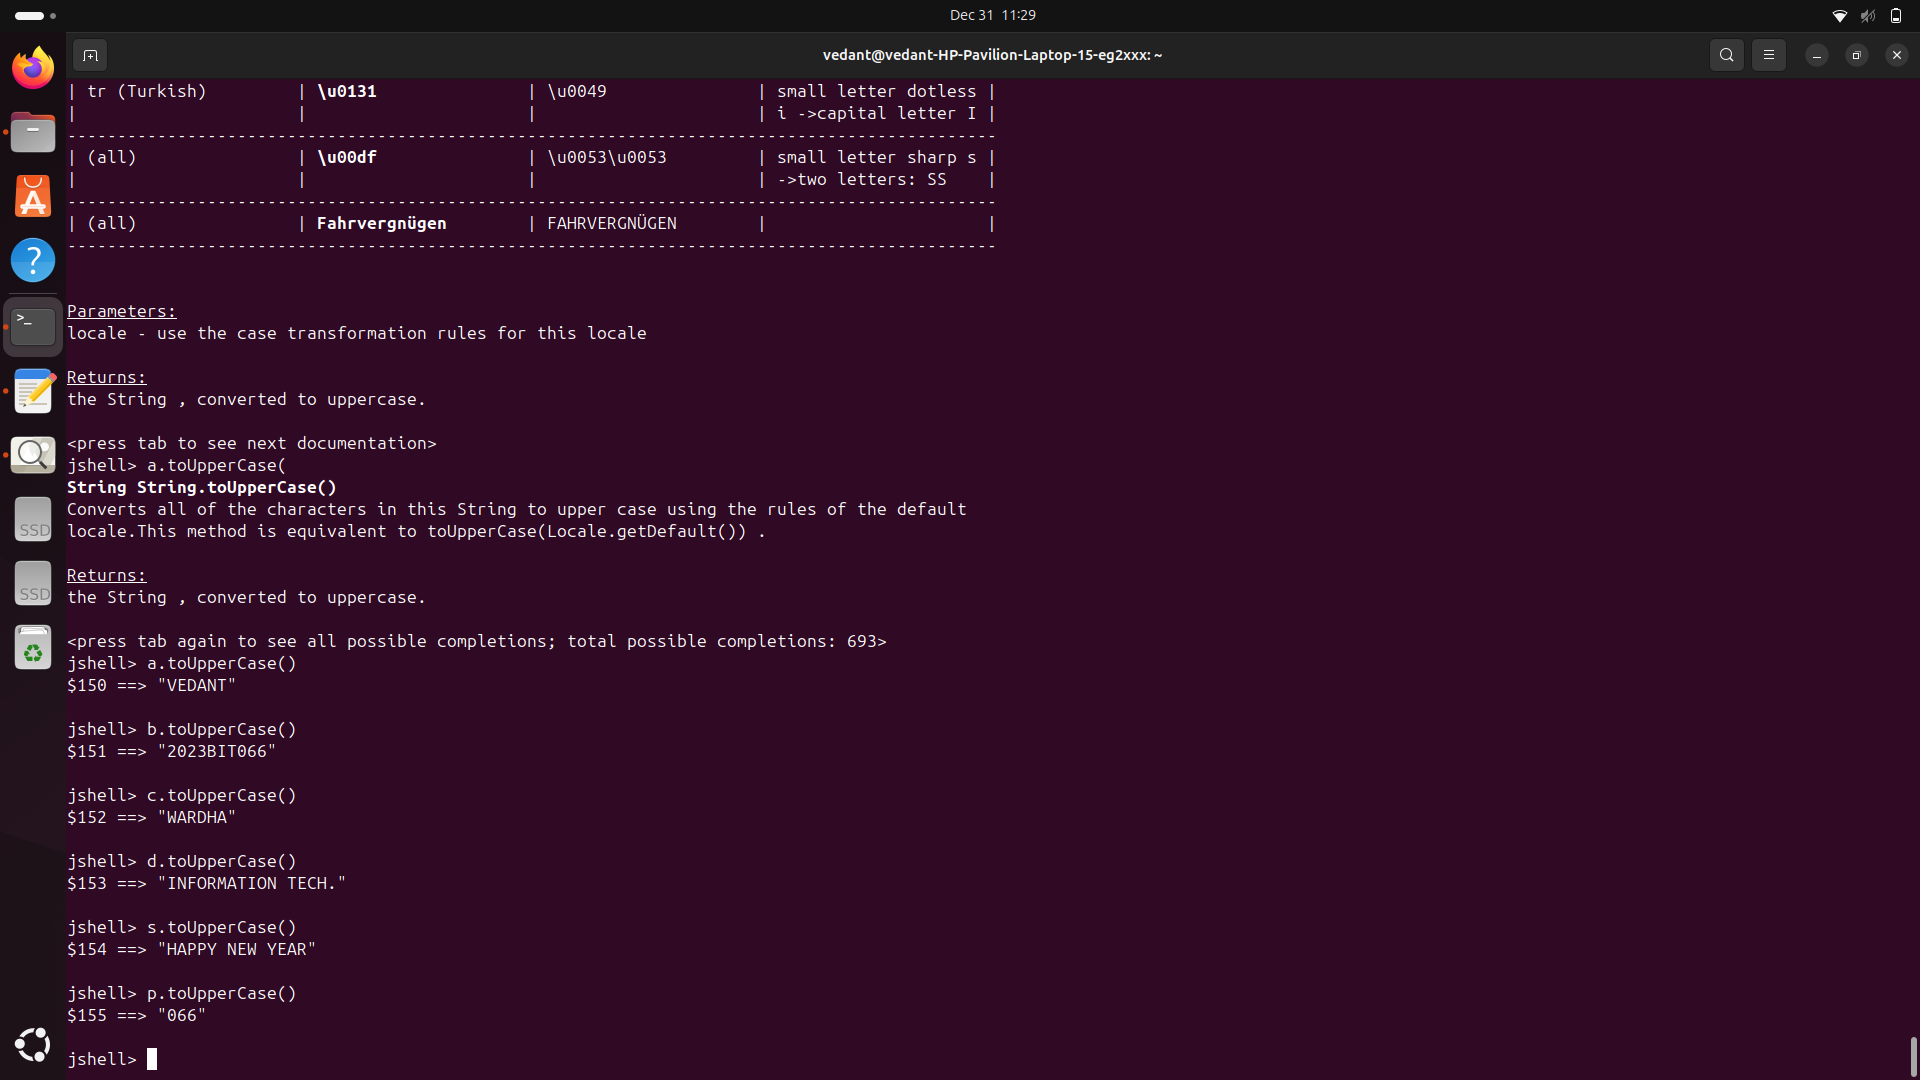 Dec 31 11:29
vedant@vedant-HP-Pavilion-Laptop-15-eg2xxx: ~
| tr (Turkish) | \u0131 | \u0049 | small letter dotless |
| | | | i ->capital letter I |
---------------------------------------------------------------------------------------------
| (all) | \u00df | \u0053\u0053 | small letter sharp s |
| | | | ->two letters: SS |
---------------------------------------------------------------------------------------------
| (all) | Fahrvergnügen | FAHRVERGNÜGEN | |
---------------------------------------------------------------------------------------------
Parameters:
locale - use the case transformation rules for this locale
Returns:
the String , converted to uppercase.
<press tab to see next documentation>
jshell> a.toUpperCase(
String String.toUpperCase()
Converts all of the characters in this String to upper case using the rules of the default
locale.This method is equivalent to toUpperCase(Locale.getDefault()) .
Returns:
the String , converted to uppercase.
<press tab again to see all possible completions; total possible completions: 693>
jshell> a.toUpperCase()
$150 ==> "VEDANT"
jshell> b.toUpperCase()
$151 ==> "2023BIT066"
jshell> c.toUpperCase()
$152 ==> "WARDHA"
jshell> d.toUpperCase()
$153 ==> "INFORMATION TECH."
jshell> s.toUpperCase()
$154 ==> "HAPPY NEW YEAR"
jshell> p.toUpperCase()
$155 ==> "066"
jshell>
SSD
SSD